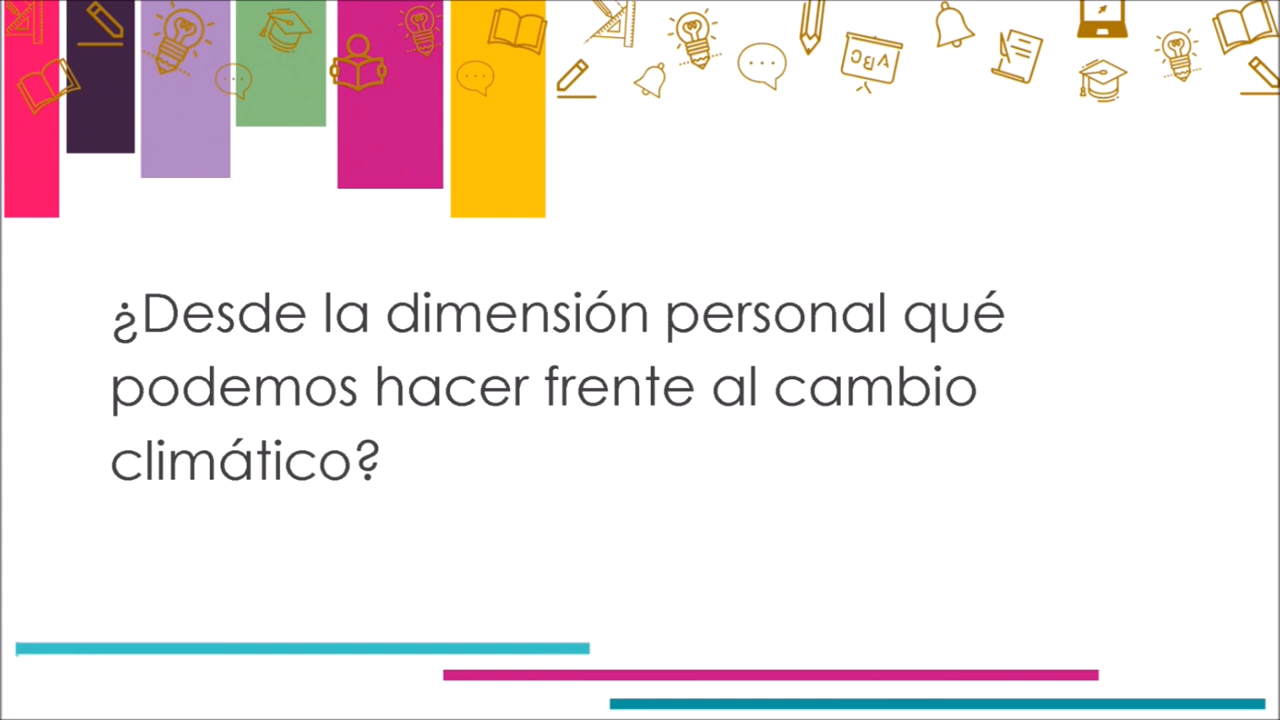 ¿Desde la dimensión personal qué
podemos hacer frente al cambio
climático?